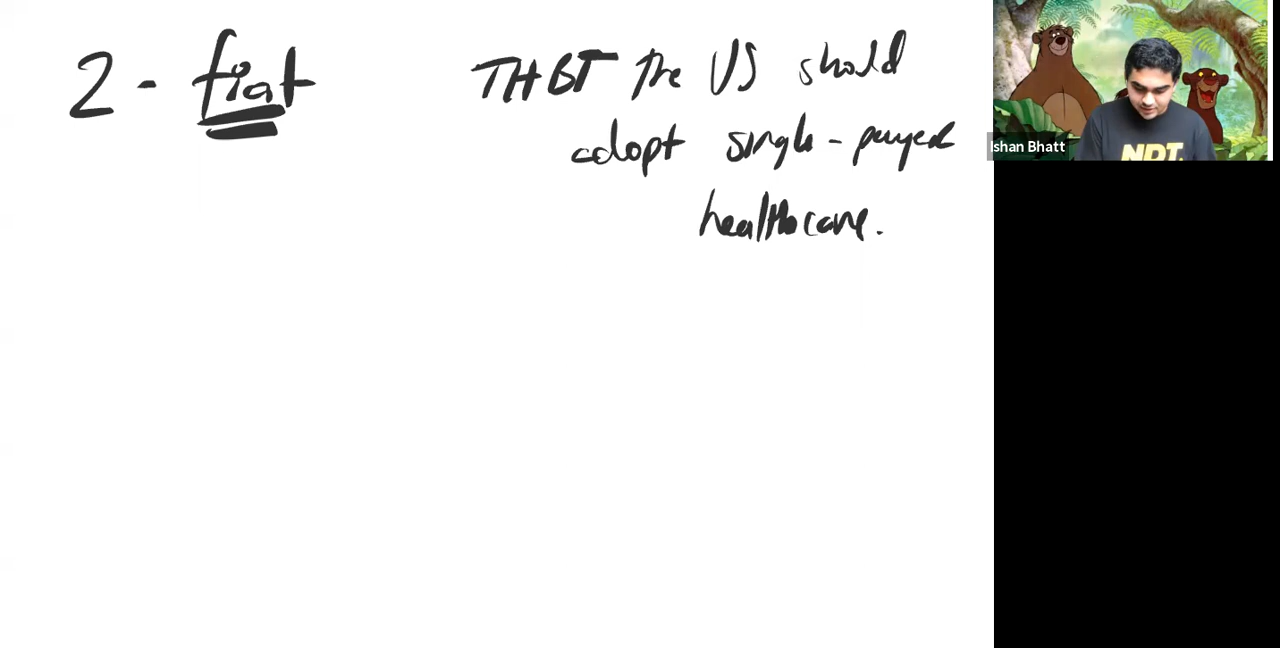 2 - fiat
THBT the US should
adopt single-payer
healthcare.
Ishan Bhatt
NDT.